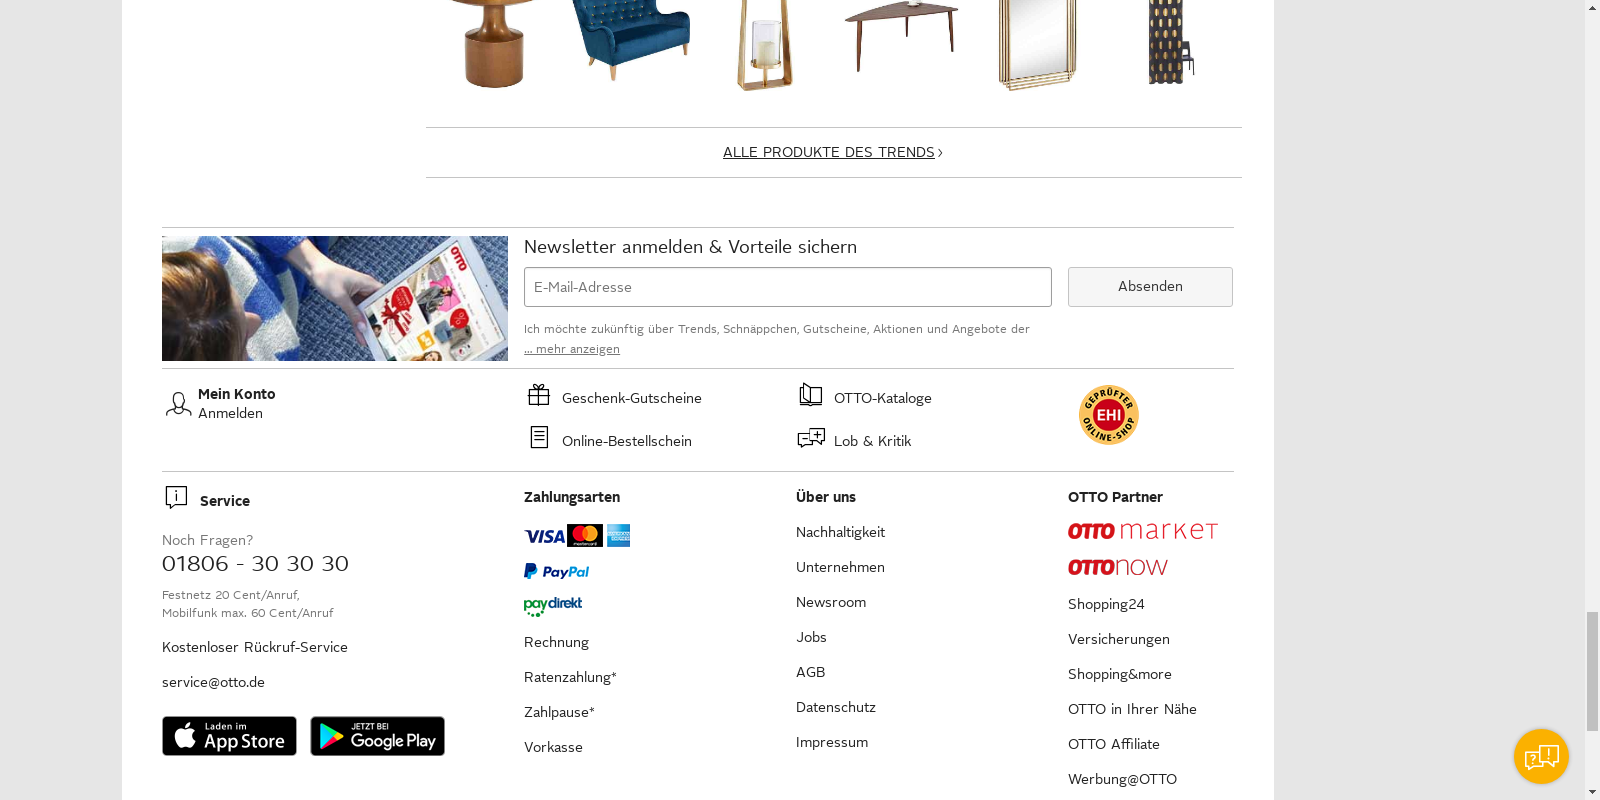 ALLE PRODUKTE DES TRENDS
Newsletter anmelden & Vorteile sichern
E-Mail-Adresse
Absenden
Ich möchte zukünftig über Trends, Schnäppchen, Gutscheine, Aktionen und Angebote der
... mehr anzeigen
OTTO
Mein Konto
Anmelden
Geschenk-Gutscheine
OTTO-Kataloge
Online-Bestellschein
Lob & Kritik
GEPRÜFTER
EHI
ONLINE-SHOP
Service
Noch Fragen?
01806 - 30 30 30
Festnetz 20 Cent/Anruf,
Mobilfunk max. 60 Cent/Anruf
Kostenloser Rückruf-Service
service@otto.de
Laden im
App Store
JETZT BEI
Google Play
Zahlungsarten
VISA
mastercard
AMERICAN EXPRESS
PayPal
paydirekt
Rechnung
Ratenzahlung*
Zahlpause*
Vorkasse
Über uns
Nachhaltigkeit
Unternehmen
Newsroom
Jobs
AGB
Datenschutz
Impressum
OTTO Partner
OTTO market
OTTO now
Shopping24
Versicherungen
Shopping&more
OTTO in Ihrer Nähe
OTTO Affiliate
Werbung@OTTO